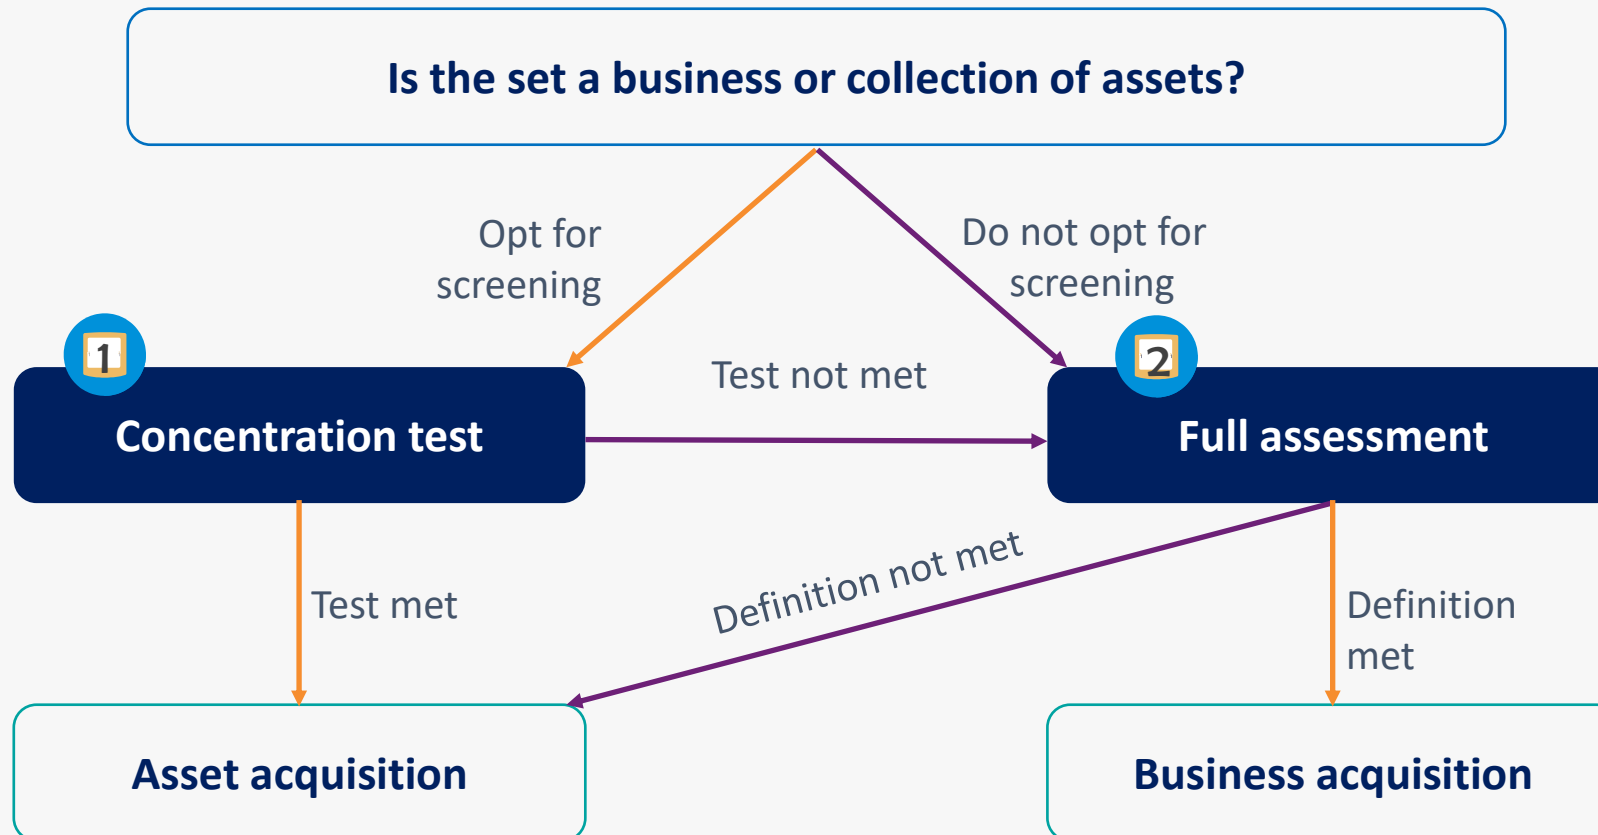 Is the set a business or collection of assets?
Opt for
screening
Do not opt for
screening
1
2
Test not met
Concentration test
Full assessment
Definition not met
Test met
Definition
met
Asset acquisition
Business acquisition